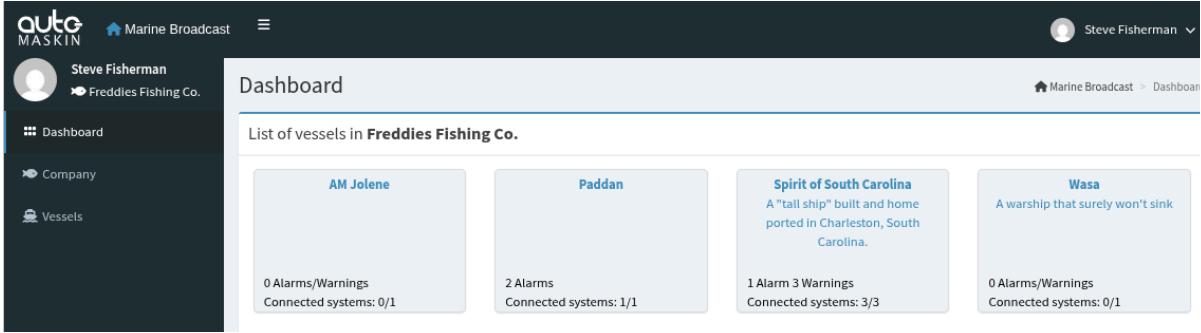 auto
MASKIN
Marine Broadcast
Steve Fisherman
Steve Fisherman
Freddies Fishing Co.
Dashboard
Company
Vessels
Dashboard
Marine Broadcast > Dashboar
List of vessels in Freddies Fishing Co.
AM Jolene
0 Alarms/Warnings
Connected systems: 0/1
Paddan
2 Alarms
Connected systems: 1/1
Spirit of South Carolina
A "tall ship" built and home
ported in Charleston, South
Carolina.
1 Alarm 3 Warnings
Connected systems: 3/3
Wasa
A warship that surely won't sink
0 Alarms/Warnings
Connected systems: 0/1